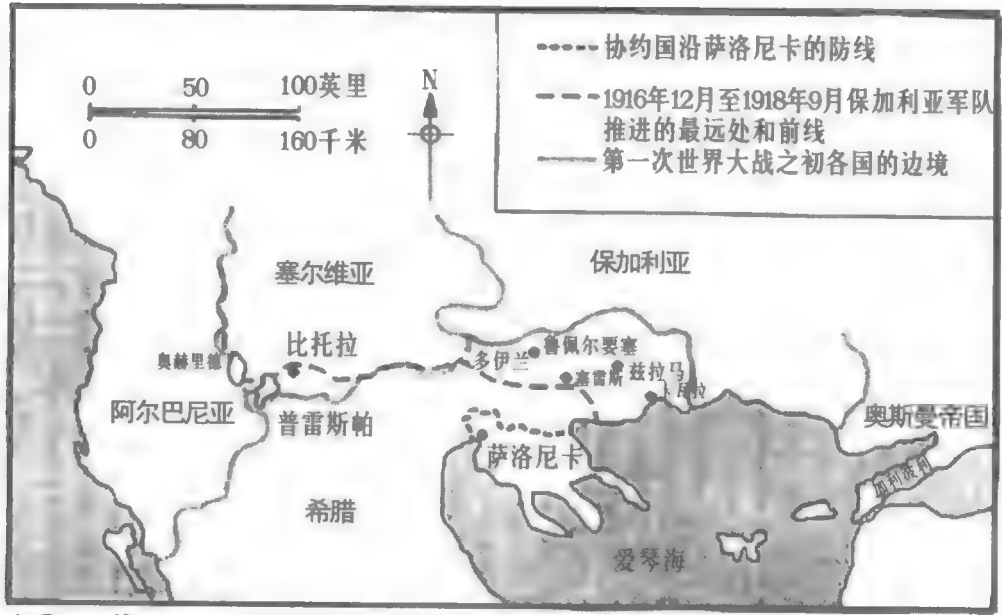 0 50 100英里
0 80 160千米
N
协约国沿萨洛尼卡的防线
1916年12月至1918年9月保加利亚军队
推进的最远处和前线
第一次世界大战之初各国的边境
塞尔维亚
保加利亚
奥赫里德
比托拉
多伊兰
鲁佩尔要塞
塞雷斯
兹拉马
阿尔巴尼亚
普雷斯帕
萨洛尼卡
奥斯曼帝国
加利波利
希腊
爱琴海